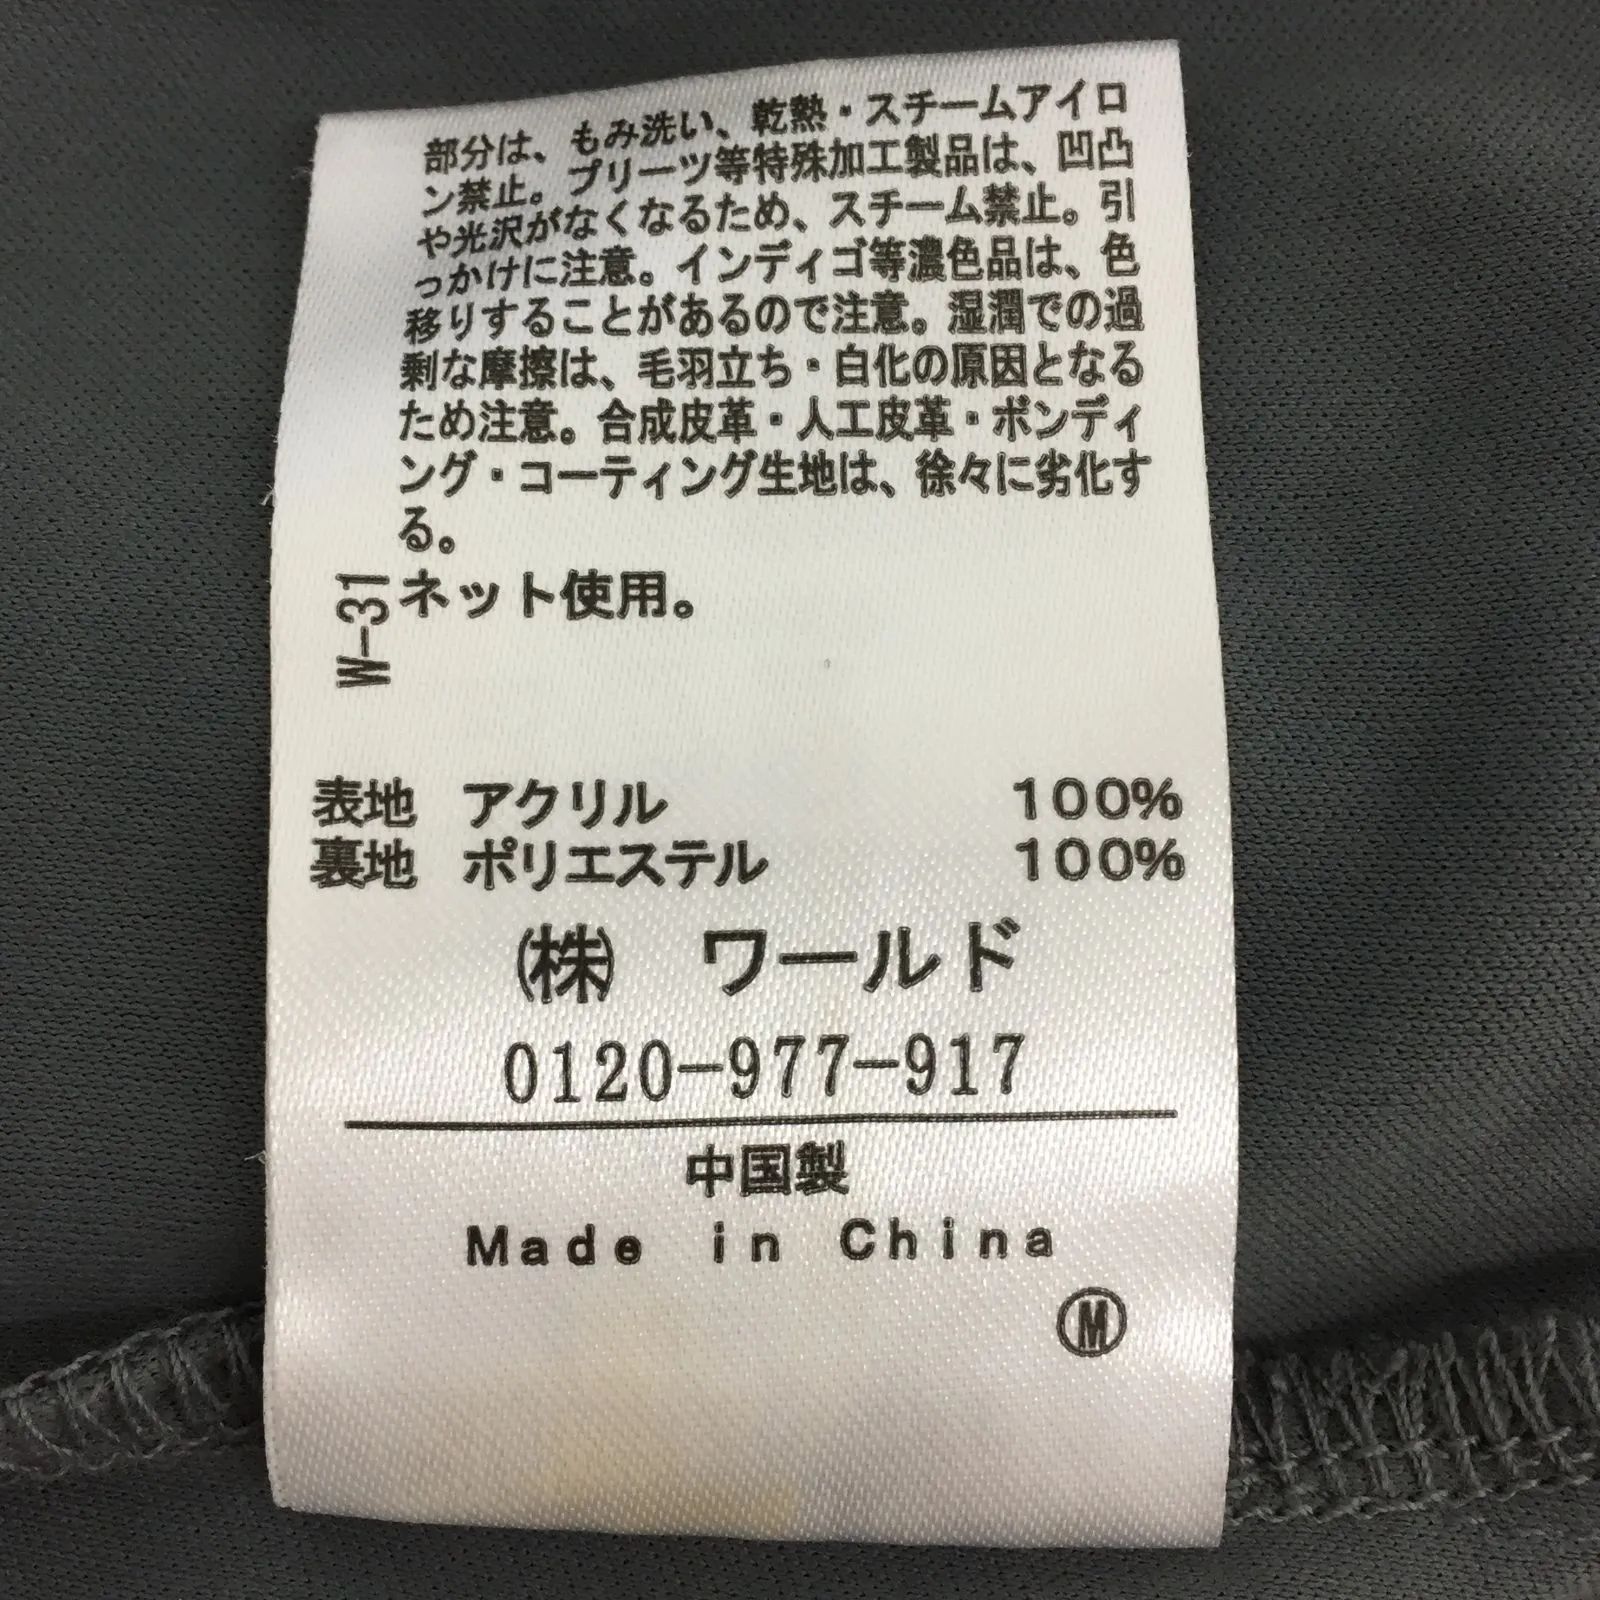 部分は、もみ洗い、乾熱・スチームアイロ
ン禁止。プリーツ等特殊加工製品は、凹凸
や光沢がなくなるため、スチーム禁止。引
っかけに注意。インディゴ等濃色品は、色
移りすることがあるので注意。湿潤での過
剰な摩擦は、毛羽立ち・白化の原因となる
ため注意。合成皮革・人工皮革・ボンディ
ング・コーティング生地は、徐々に劣化す
る。
ネット使用。
W-31
表地 アクリル 100%
裏地 ポリエステル 100%
(株) ワールド
0120-977-917
中国製
Made in China
Ⓜ